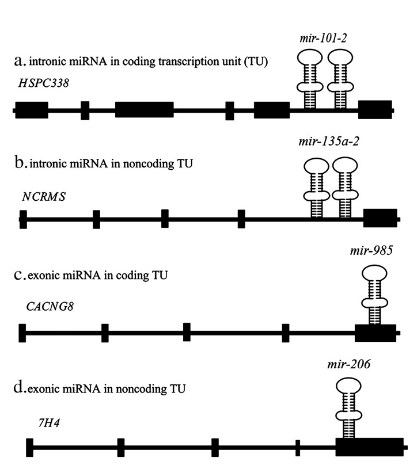 mir-101-2
a. intronic miRNA in coding transcription unit (TU)
HSPC338
mir-135a-2
b. intronic miRNA in noncoding TU
NCRMS
mir-985
c. exonic miRNA in coding TU
CACNG8
mir-206
d. exonic miRNA in noncoding TU
7H4